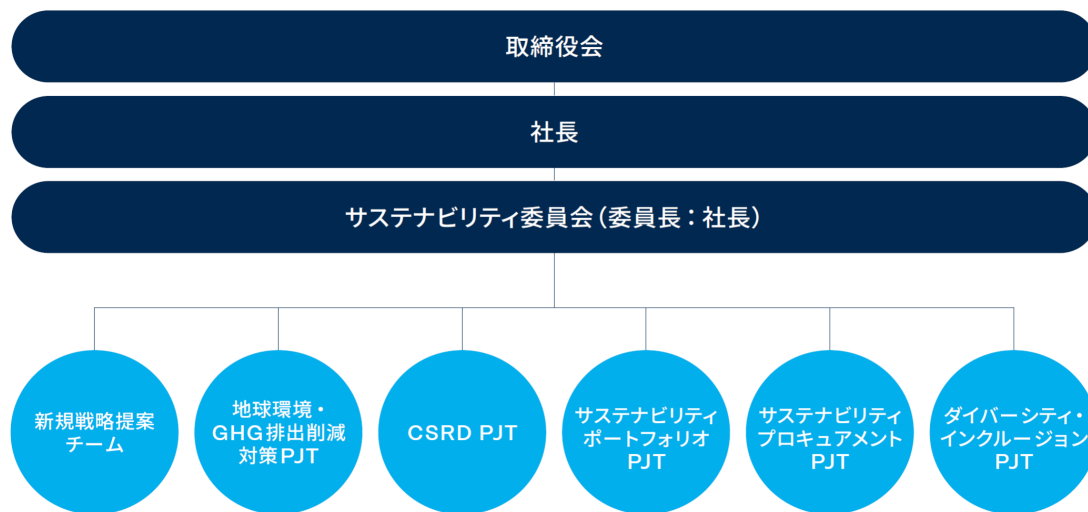 取締役会
社長
サステナビリティ委員会（委員長：社長）
新規戦略提案
チーム
地球環境・
GHG排出削減
対策PJT
CSRD PJT
サステナビリティ
ポートフォリオ
PJT
サステナビリティ
プロキュアメント
PJT
ダイバーシティ・
インクルージョン
PJT